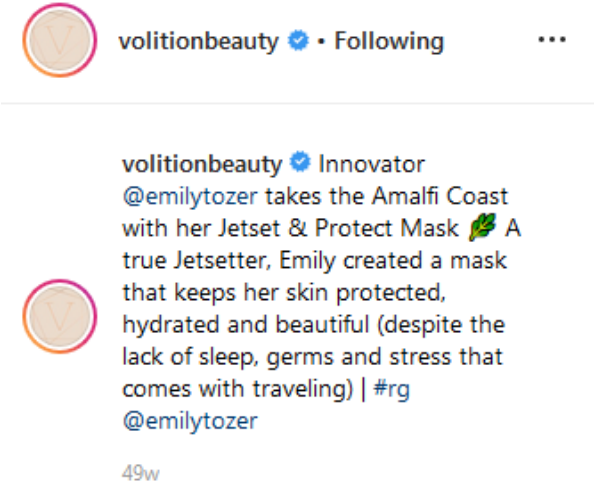 volitionbeauty • Following
volitionbeauty Innovator
@emilytozer takes the Amalfi Coast
with her Jetset & Protect Mask 🌿 A
true Jetsetter, Emily created a mask
that keeps her skin protected,
hydrated and beautiful (despite the
lack of sleep, germs and stress that
comes with traveling) | #rg
@emilytozer
49w